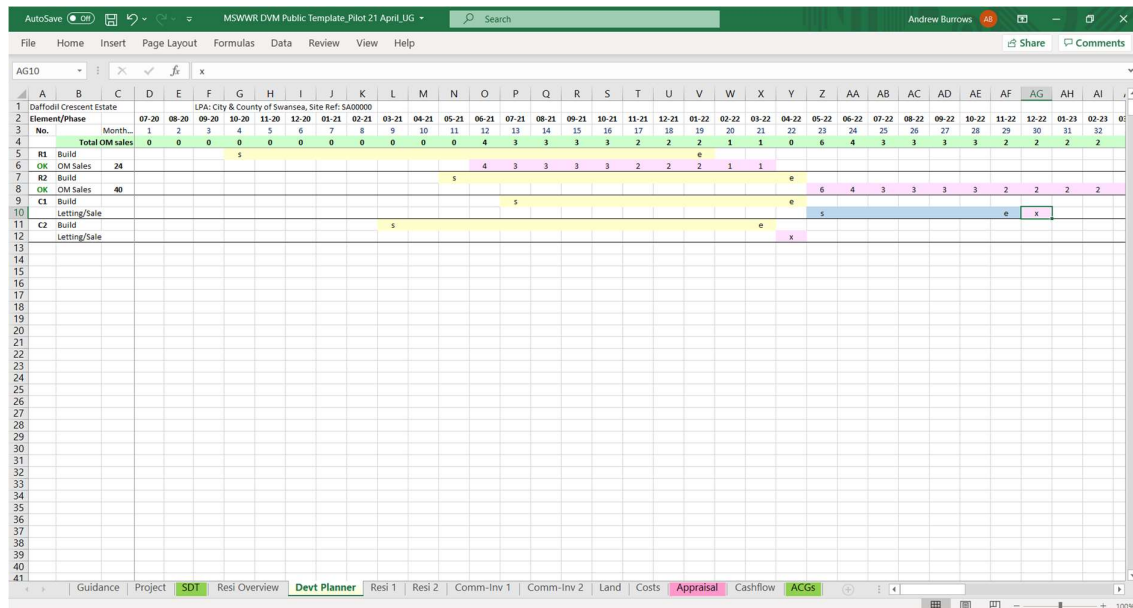 AutoSave Off MSWWR DVM Public Template_Pilot 21 April_UG Search Andrew Burrows AB
File Home Insert Page Layout Formulas Data Review View Help Share Comments
AG10 fx x
A B C D E F G H I J K L M N O P Q R S T U V W X Y Z AA AB AC AD AE AF AG AH AI
1 Daffodil Crescent Estate LPA: City & County of Swansea, Site Ref: SA00000
2 Element/Phase 07-20 08-20 09-20 10-20 11-20 12-20 01-21 02-21 03-21 04-21 05-21 06-21 07-21 08-21 09-21 10-21 11-21 12-21 01-22 02-22 03-22 04-22 05-22 06-22 07-22 08-22 09-22 10-22 11-22 12-22 01-23 02-23
3 No. Month... 1 2 3 4 5 6 7 8 9 10 11 12 13 14 15 16 17 18 19 20 21 22 23 24 25 26 27 28 29 30 31 32
4 Total OM sales 0 0 0 0 0 0 0 0 0 0 0 4 3 3 3 3 2 2 2 1 1 0 6 4 3 3 3 3 2 2 2 2
5 R1 Build s e
6 OK OM Sales 24 4 3 3 3 3 2 2 2 1 1
7 R2 Build s e
8 OK OM Sales 40 6 4 3 3 3 3 2 2 2 2
9 C1 Build s e
10 Letting/Sale s e x
11 C2 Build s e
12 Letting/Sale x
13
14
15
16
17
18
19
20
21
22
23
24
25
26
27
28
29
30
31
32
33
34
35
36
37
38
39
40
41
Guidance Project SDT Resi Overview Devt Planner Resi 1 Resi 2 Comm-Inv 1 Comm-Inv 2 Land Costs Appraisal Cashflow ACGs
100%